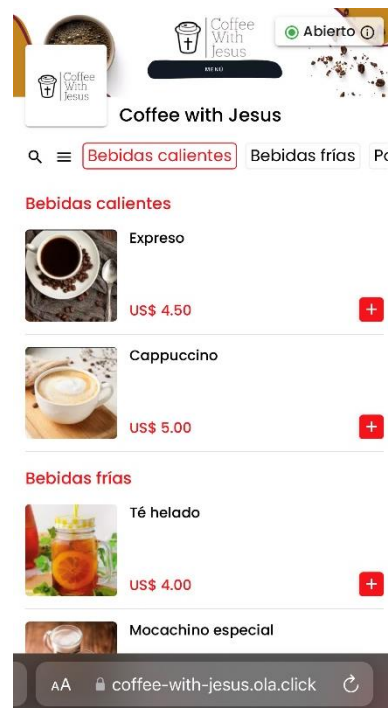 Coffee
With
Jesus
Abierto
MENÚ
Coffee
With
Jesus
Coffee with Jesus
Bebidas calientes
Bebidas frías
Bebidas calientes
Expreso
US$ 4.50
+
Cappuccino
US$ 5.00
+
Bebidas frías
Té helado
US$ 4.00
+
Mocachino especial
AA coffee-with-jesus.ola.click